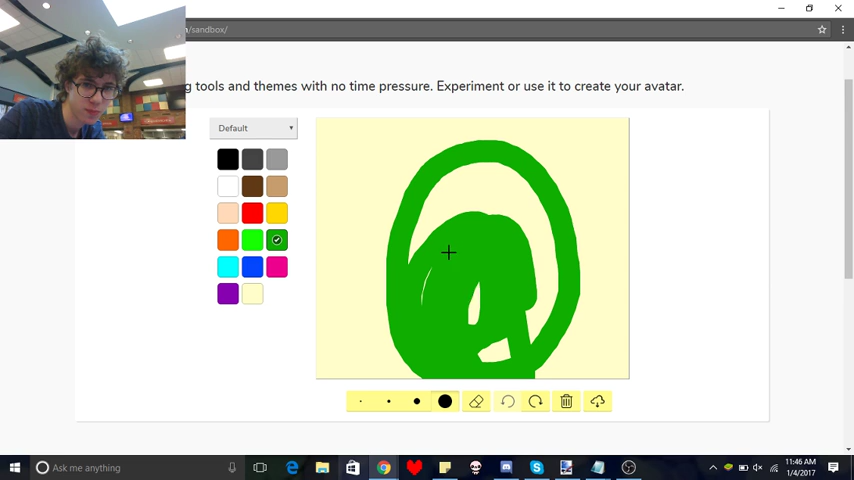 /sandbox/
tools and themes with no time pressure. Experiment or use it to create your avatar.
Default
Ask me anything
11:46 AM
1/4/2017